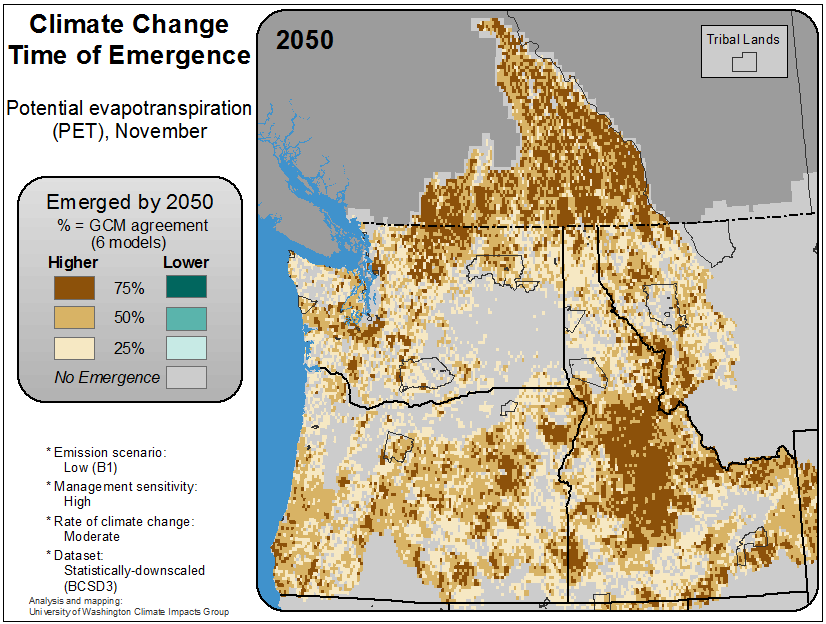 Climate Change
Time of Emergence
Potential evapotranspiration
(PET), November
Emerged by 2050
% = GCM agreement
(6 models)
Higher Lower
75%
50%
25%
No Emergence
* Emission scenario:
Low (B1)
* Management sensitivity:
High
* Rate of climate change:
Moderate
* Dataset:
Statistically-downscaled
(BCSD3)
Analysis and mapping:
University of Washington Climate Impacts Group
2050
Tribal Lands